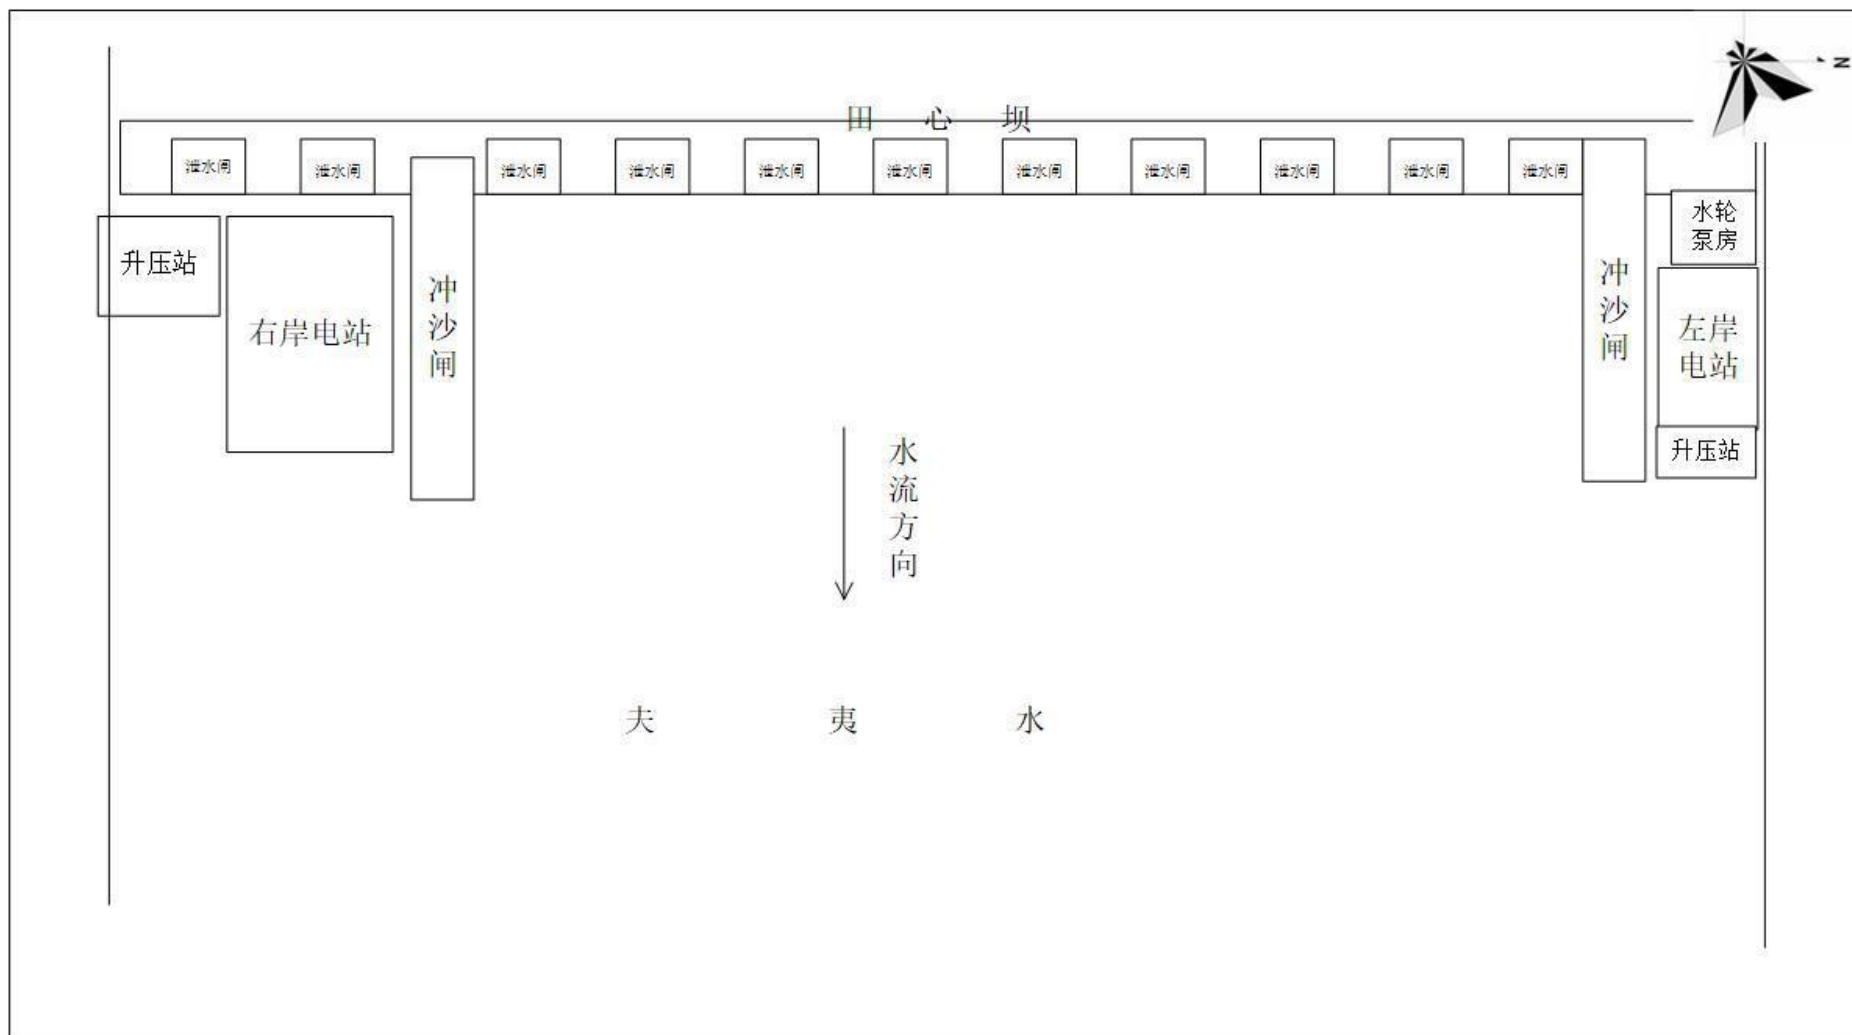 N
田 心 坝
泄水闸
泄水闸
泄水闸
泄水闸
泄水闸
泄水闸
泄水闸
泄水闸
泄水闸
泄水闸
泄水闸
升压站
右岸电站
冲沙闸
冲沙闸
水轮
泵房
左岸
电站
升压站
水流方向
夫 夷 水